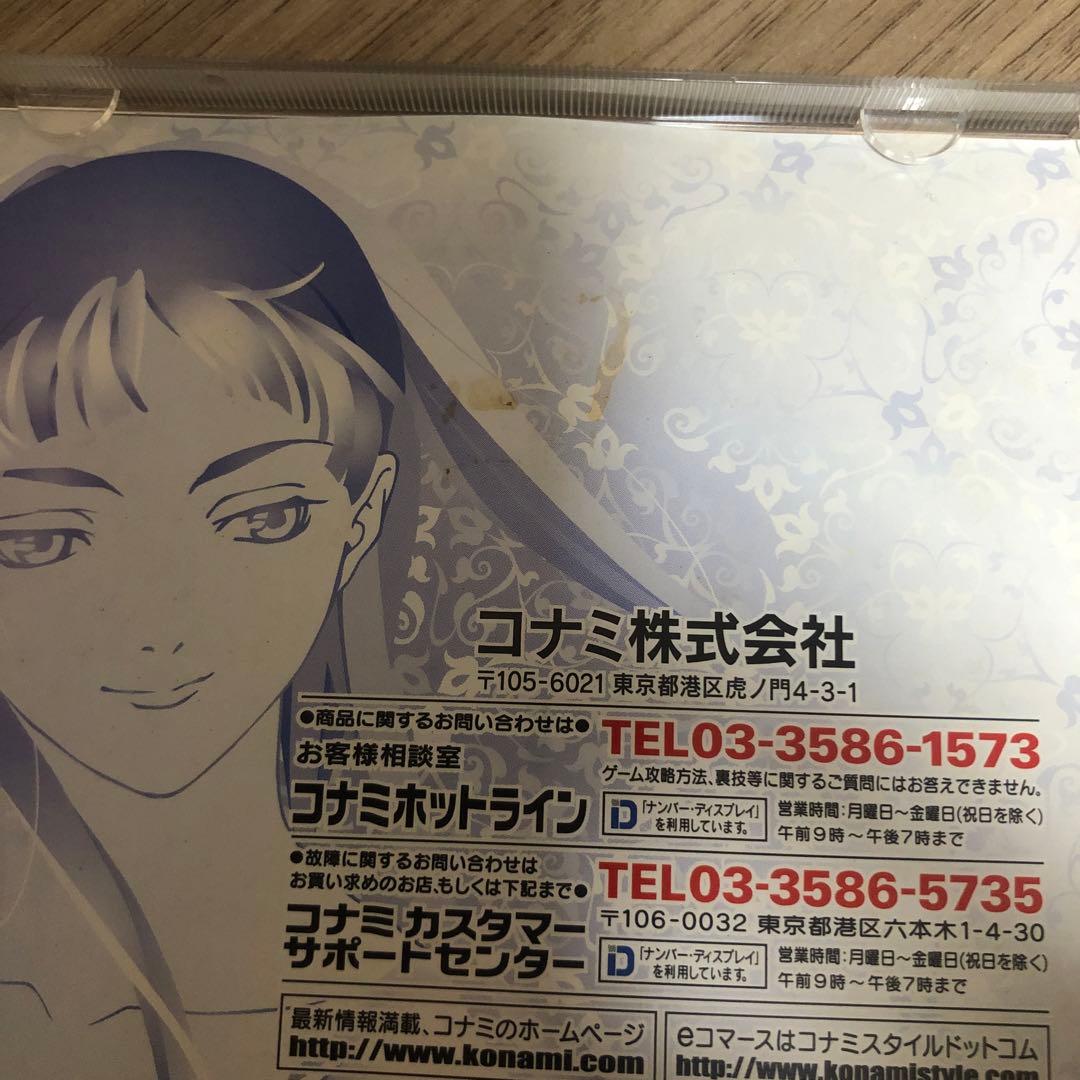 コナミ株式会社
〒105-6021 東京都港区虎ノ門4-3-1
●商品に関するお問い合わせは●
お客様相談室
コナミホットライン
TEL03-3586-1573
ゲーム攻略方法、裏技等に関するご質問にはお答えできません。
D 「ナンバー・ディスプレイ」
を利用しています。
営業時間:月曜日～金曜日(祝日を除く)
午前9時～午後7時まで
●故障に関するお問い合わせは
お買い求めのお店、もしくは下記まで●
コナミカスタマー
サポートセンター
TEL03-3586-5735
〒106-0032 東京都港区六本木1-4-30
D 「ナンバー・ディスプレイ」
を利用しています。
営業時間:月曜日～金曜日(祝日を除く)
午前9時～午後7時まで
最新情報満載、コナミのホームページ
http://www.konami.com
eコマースはコナミスタイルドットコム
http://www.konamistyle.com